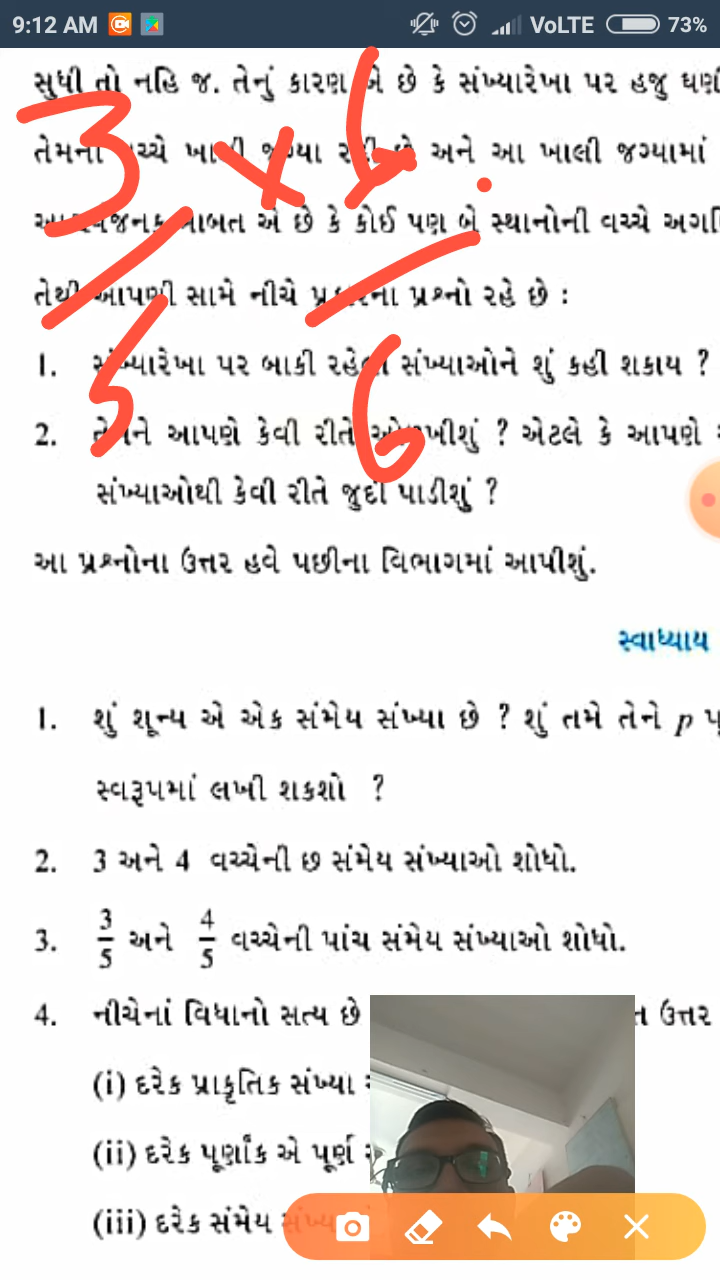 9:12 AM VoLTE 73%
સુધી તો નહિ જ. તેનું કારણ એ છે કે સંખ્યારેખા પર હજુ ઘણી
તેમની વચ્ચે ખાલી જગ્યા રહી છે અને આ ખાલી જગ્યામાં
આશ્ચર્યજનક બાબત એ છે કે કોઈ પણ બે સ્થાનોની વચ્ચે
તેથી આપણી સામે નીચે પ્રકારના પ્રશ્નો રહે છે :
1. સંખ્યારેખા પર બાકી રહેલી સંખ્યાઓને શું કહી શકાય ?
2. તેમને આપણે કેવી રીતે ઓળખીશું ? એટલે કે આપણે
સંખ્યાઓથી કેવી રીતે જુદી પાડીશું ?
આ પ્રશ્નોના ઉત્તર હવે પછીના વિભાગમાં આપીશું.
3 × 6
5 6
સ્વાધ્યાય
1. શું શૂન્ય એ એક સંમેય સંખ્યા છે ? શું તમે તેને p
સ્વરૂપમાં લખી શકશો ?
2. 3 અને 4 વચ્ચેની છ સંમેય સંખ્યાઓ શોધો.
3. 3/5 અને 4/5 વચ્ચેની પાંચ સંમેય સંખ્યાઓ શોધો.
4. નીચેનાં વિધાનો સત્ય છે ઉત્તર
(i) દરેક પ્રાકૃતિક સંખ્યા
(ii) દરેક પૂર્ણાંક એ પૂર્ણ
(iii) દરેક સંમેય